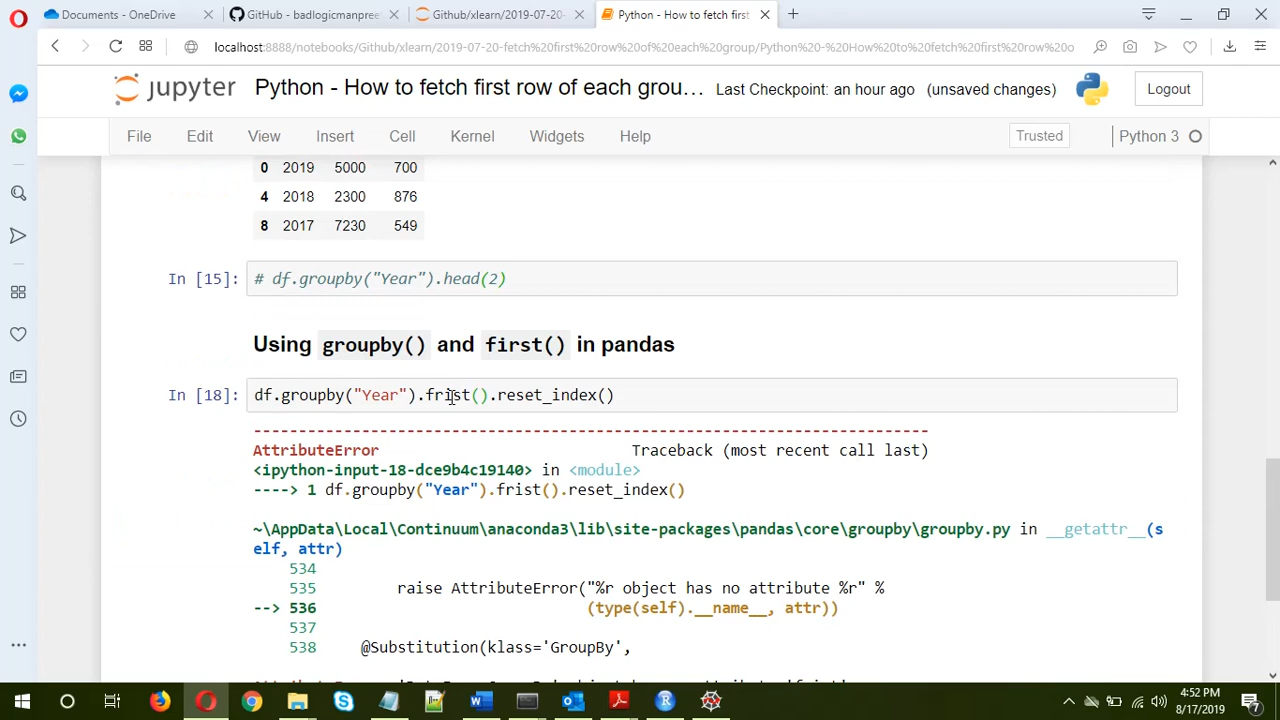 Documents - OneDrive
GitHub - badlogicmanpreet
Github/xlearn/2019-07-20-
Python - How to fetch first
localhost:8888/notebooks/Github/xlearn/2019-07-20-fetch%20first%20row%20of%20each%20group/Python%20-%20How%20to%20fetch%20first%20row%20o
jupyter
Python - How to fetch first row of each grou…
Last Checkpoint: an hour ago
(unsaved changes)
Logout
File Edit View Insert Cell Kernel Widgets Help
Trusted
Python 3
0 2019 5000 700
4 2018 2300 876
8 2017 7230 549
In [15]: # df.groupby("Year").head(2)
Using groupby() and first() in pandas
In [18]: df.groupby("Year").frist().reset_index()
---------------------------------------------------------------------------
AttributeError Traceback (most recent call last)
<ipython-input-18-dce9b4c19140> in <module>
----> 1 df.groupby("Year").frist().reset_index()
~\AppData\Local\Continuum\anaconda3\lib\site-packages\pandas\core\groupby\groupby.py in __getattr__(s
elf, attr)
534
535 raise AttributeError("%r object has no attribute %r" %
--> 536 (type(self).__name__, attr))
537
538 @Substitution(klass='GroupBy',
4:52 PM
8/17/2019
7